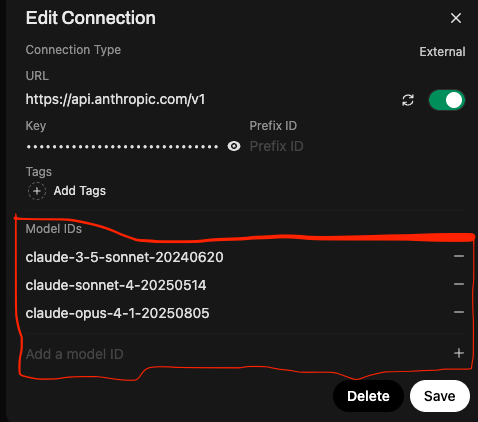 Edit Connection
Connection Type
External
URL
https://api.anthropic.com/v1
Key
Prefix ID
Prefix ID
Tags
Add Tags
Model IDs
claude-3-5-sonnet-20240620
claude-sonnet-4-20250514
claude-opus-4-1-20250805
Add a model ID
Delete
Save